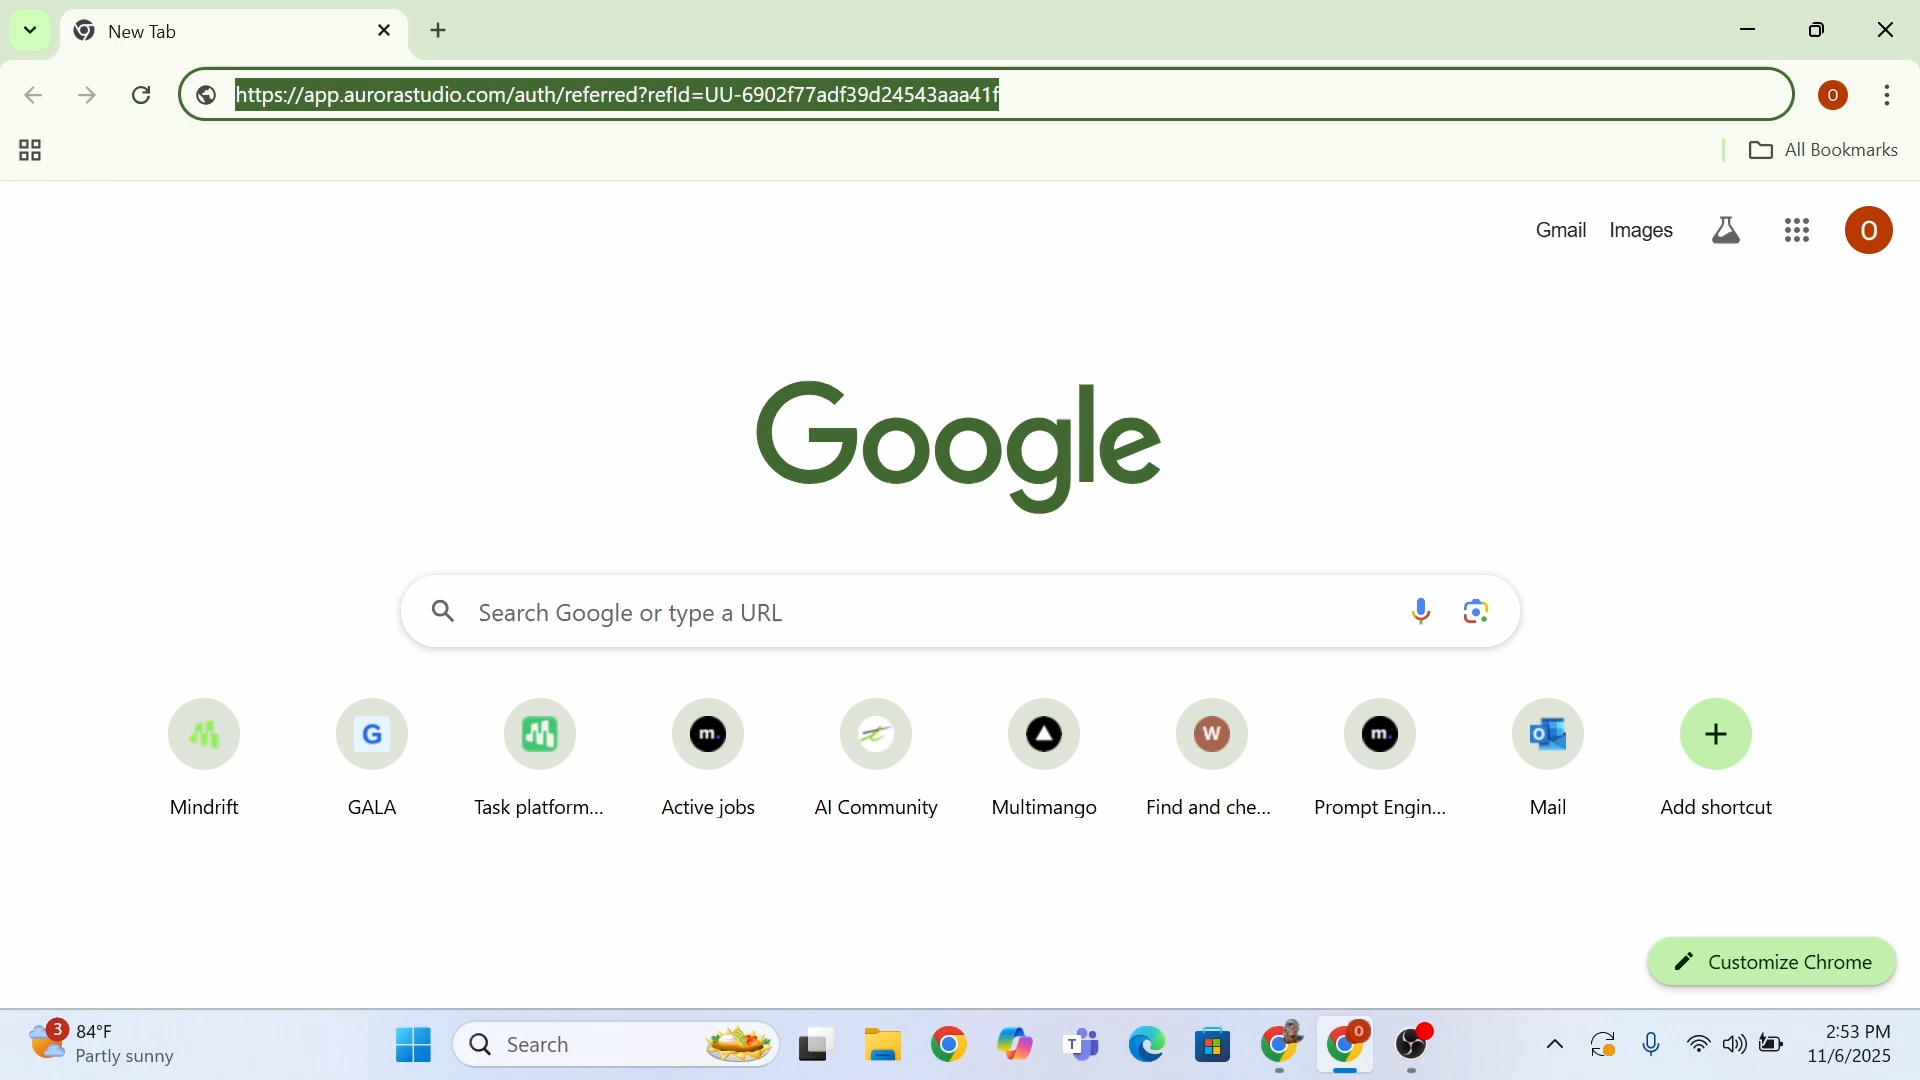 New Tab
https://app.aurorastudio.com/auth/referred?refId=UU-6902f77adf39d24543aaa41f
O
All Bookmarks
Gmail Images
O
Google
Search Google or type a URL
G m. W m.
Mindrift GALA Task platform... Active jobs AI Community Multimango Find and che... Prompt Engin... Mail Add shortcut
Customize Chrome
3 84°F
Partly sunny
Search
2:53 PM
11/6/2025